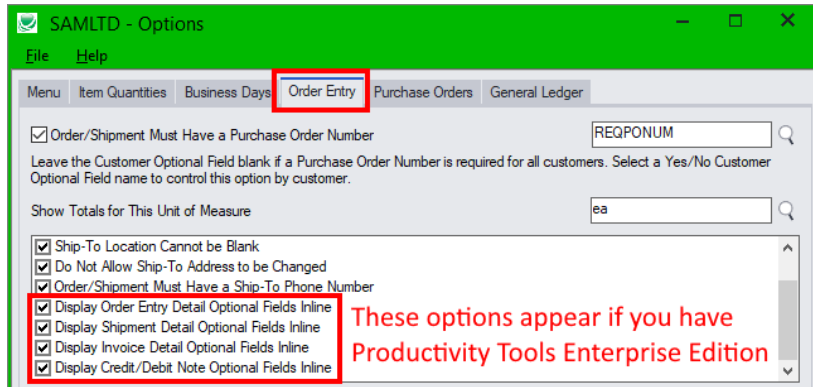 SAMLTD - Options
File Help
Menu Item Quantities Business Days Order Entry Purchase Orders General Ledger
Order/Shipment Must Have a Purchase Order Number REQPONUM
Leave the Customer Optional Field blank if a Purchase Order Number is required for all customers. Select a Yes/No Customer
Optional Field name to control this option by customer.
Show Totals for This Unit of Measure ea
Ship-To Location Cannot be Blank
Do Not Allow Ship-To Address to be Changed
Order/Shipment Must Have a Ship-To Phone Number
Display Order Entry Detail Optional Fields Inline
Display Shipment Detail Optional Fields Inline
Display Invoice Detail Optional Fields Inline
Display Credit/Debit Note Optional Fields Inline
These options appear if you have
Productivity Tools Enterprise Edition